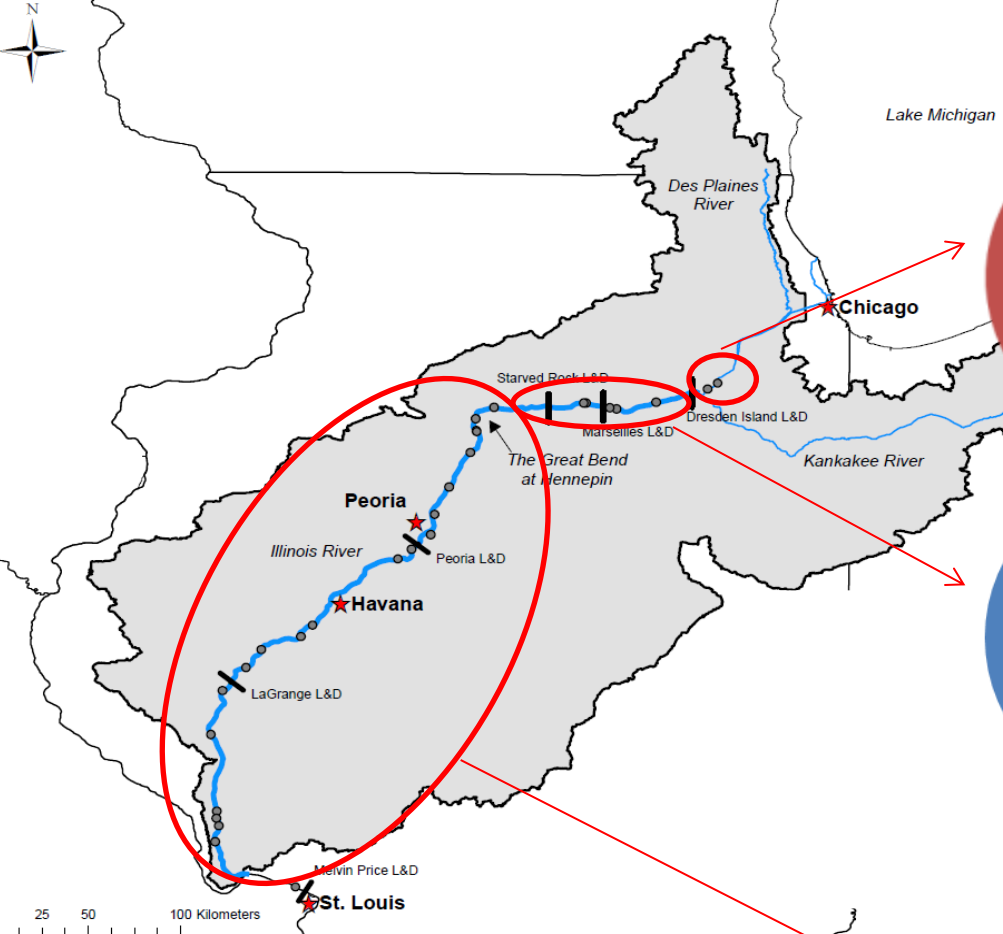 N
Lake Michigan
Des Plaines
River
Chicago
Starved Rock L&D
Dresden Island L&D
Marseilles L&D
The Great Bend
at Hennepin
Kankakee River
Peoria
Illinois River
Peoria L&D
Havana
LaGrange L&D
Melvin Price L&D
St. Louis
25 50 100 Kilometers